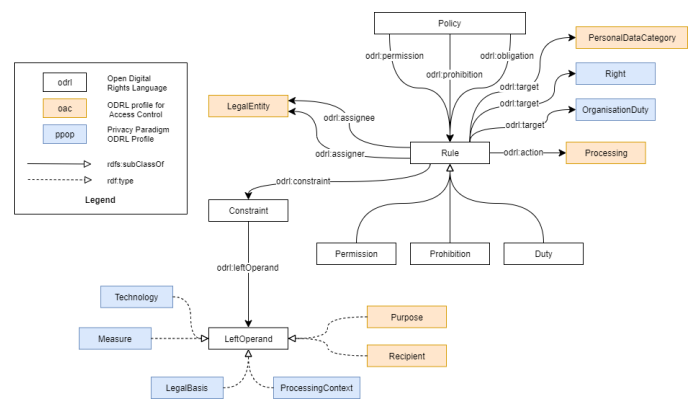 Policy
odrl:permission
odrl:obligation
odrl:prohibition
PersonalDataCategory
odrl:target
Right
odrl:target
OrganisationDuty
odrl:target
odrl
Open Digital
Rights Language
oac
ODRL profile for
Access Control
ppop
Privacy Paradigm
ODRL Profile
rdfs:subClassOf
rdf:type
Legend
LegalEntity
odrl:assignee
odrl:assigner
Rule
odrl:action
Processing
odrl:constraint
Constraint
Permission
Prohibition
Duty
odrl:leftOperand
Technology
Measure
LeftOperand
Purpose
Recipient
LegalBasis
ProcessingContext